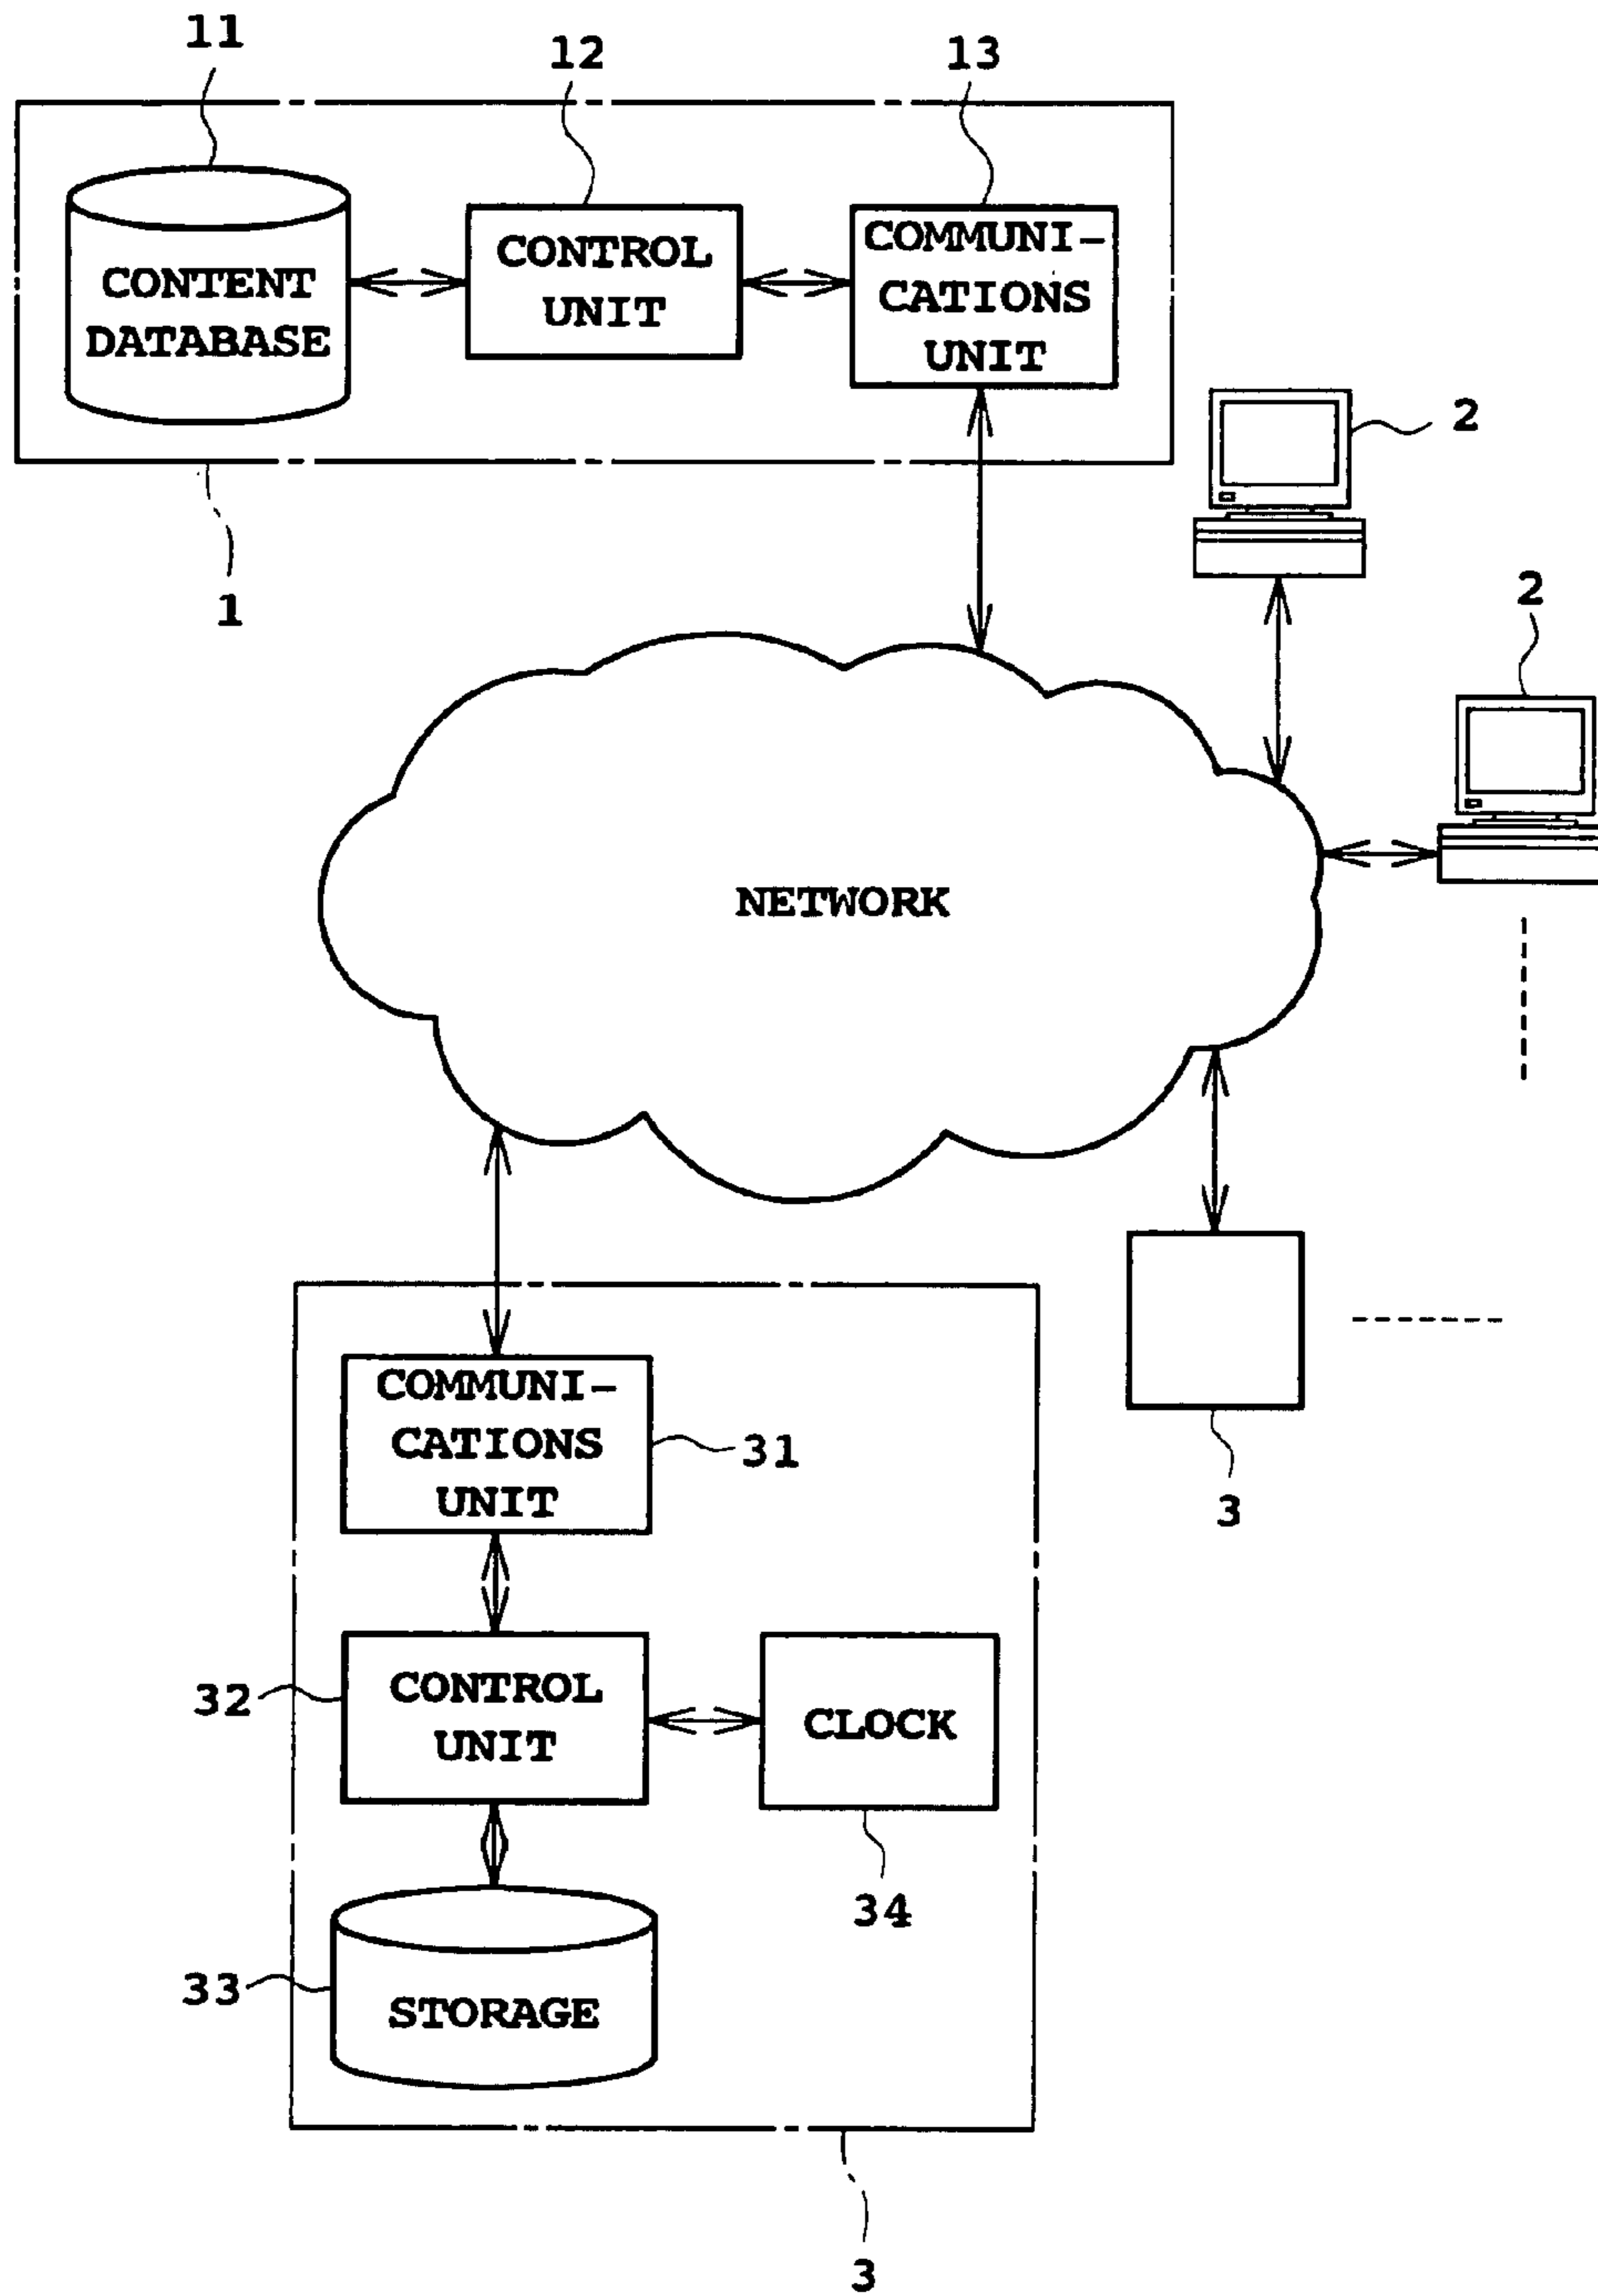 11
12
13
CONTENT
DATABASE
CONTROL
UNIT
COMMUNI-
CATIONS
UNIT
2
1
2
NETWORK
COMMUNI-
CATIONS
UNIT
31
3
32
CONTROL
UNIT
CLOCK
34
33
STORAGE
3